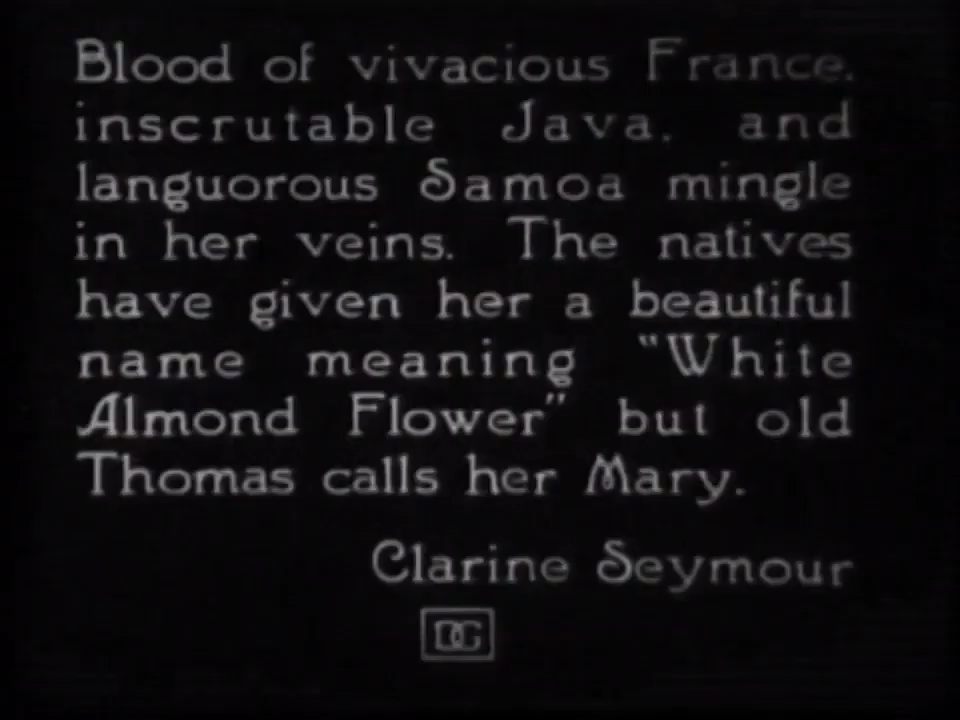 Blood of vivacious France,
inscrutable Java, and
languorous Samoa mingle
in her veins. The natives
have given her a beautiful
name meaning "White
Almond Flower" but old
Thomas calls her Mary.
Clarine Seymour
DG